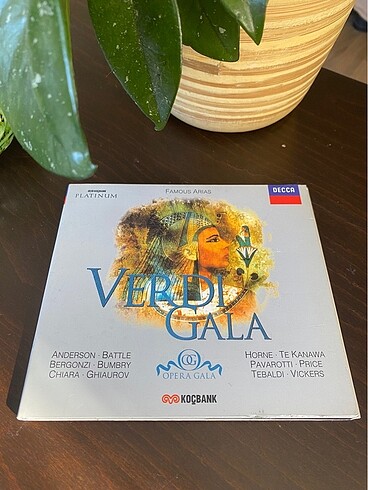 PLATINUM
FAMOUS ARIAS
DECCA
VERDI
GALA
ANDERSON · BATTLE
BERGONZI · BUMBRY
CHIARA · GHIAUROV
OG
OPERA GALA
HORNE · TE KANAWA
PAVAROTTI · PRICE
TEBALDI · VICKERS
KOÇBANK